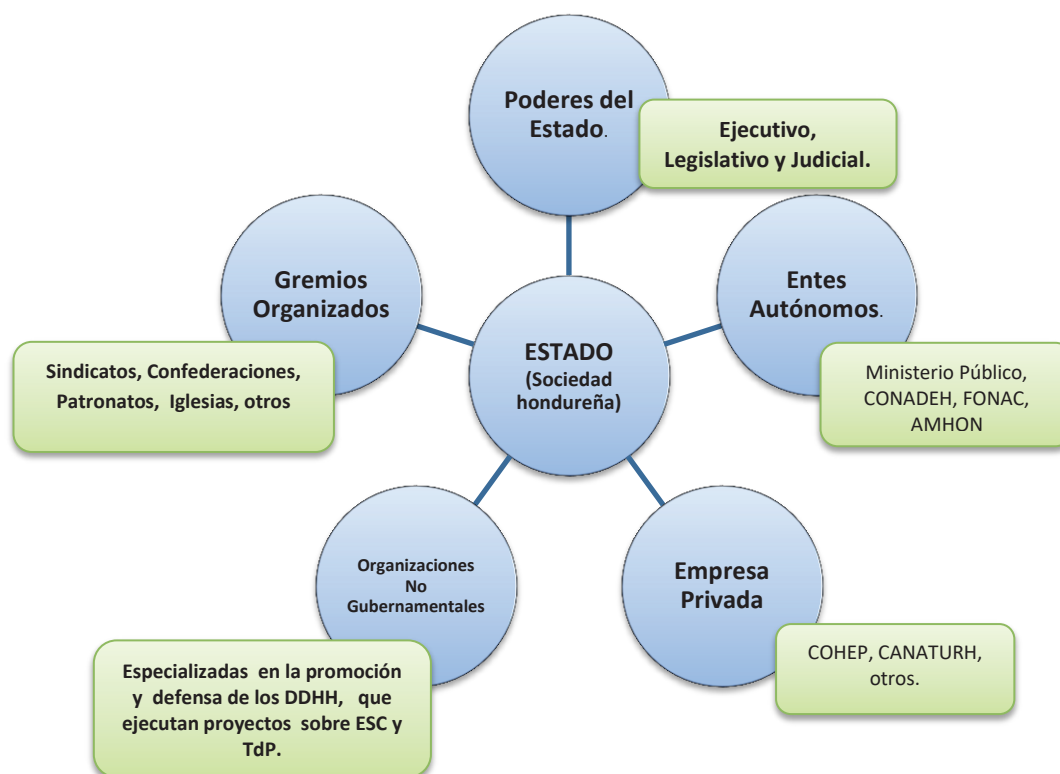 Poderes del
Estado.
Ejecutivo,
Legislativo y Judicial.
Gremios
Organizados
Sindicatos, Confederaciones,
Patronatos, Iglesias, otros
ESTADO
(Sociedad
hondureña)
Entes
Autónomos.
Ministerio Público,
CONADEH, FONAC,
AMHON
Organizaciones
No
Gubernamentales
Especializadas en la promoción
y defensa de los DDHH, que
ejecutan proyectos sobre ESC y
TdP.
Empresa
Privada
COHEP, CANATURH,
otros.